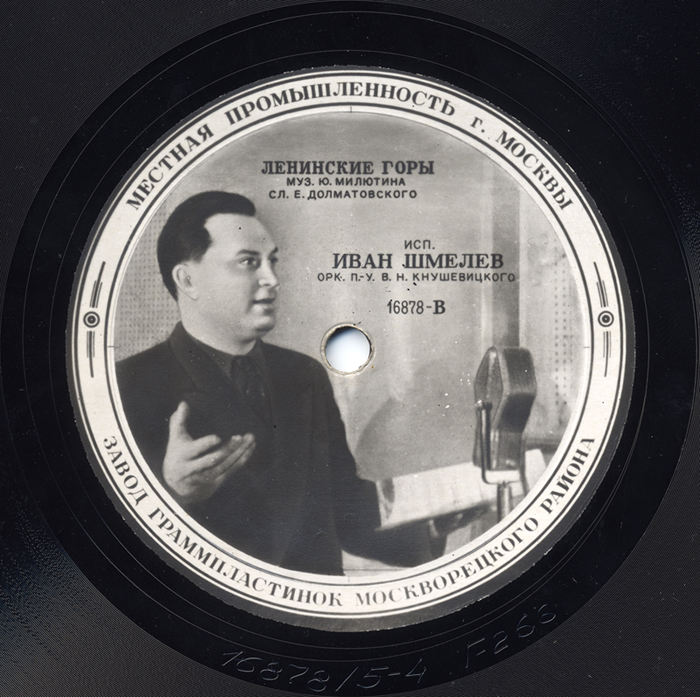 МЕСТНАЯ ПРОМЫШЛЕННОСТЬ г. МОСКВЫ
ЛЕНИНСКИЕ ГОРЫ
МУЗ. Ю. МИЛЮТИНА
СЛ. Е. ДОЛМАТОВСКОГО
ИСП.
ИВАН ШМЕЛЕВ
ОРК. П.-У. В. Н. КНУШЕВИЦКОГО
16878-В
ЗАВОД ГРАММПЛАСТИНОК МОСКВОРЕЦКОГО РАЙОНА
16878/5-4 Г-265